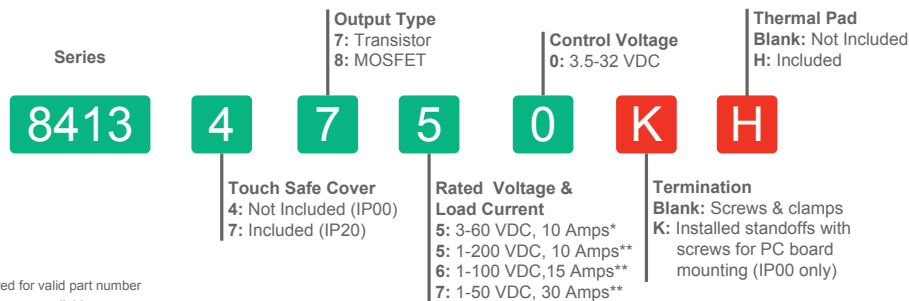 Series
Output Type
7: Transistor
8: MOSFET
Control Voltage
0: 3.5-32 VDC
Thermal Pad
Blank: Not Included
H: Included
8413 4 7 5 0 K H
Touch Safe Cover
4: Not Included (IP00)
7: Included (IP20)
Rated Voltage &
Load Current
5: 3-60 VDC, 10 Amps*
5: 1-200 VDC, 10 Amps**
6: 1-100 VDC,15 Amps**
7: 1-50 VDC, 30 Amps**
Termination
Blank: Screws & clamps
K: Installed standoffs with
screws for PC board
mounting (IP00 only)
for valid part number